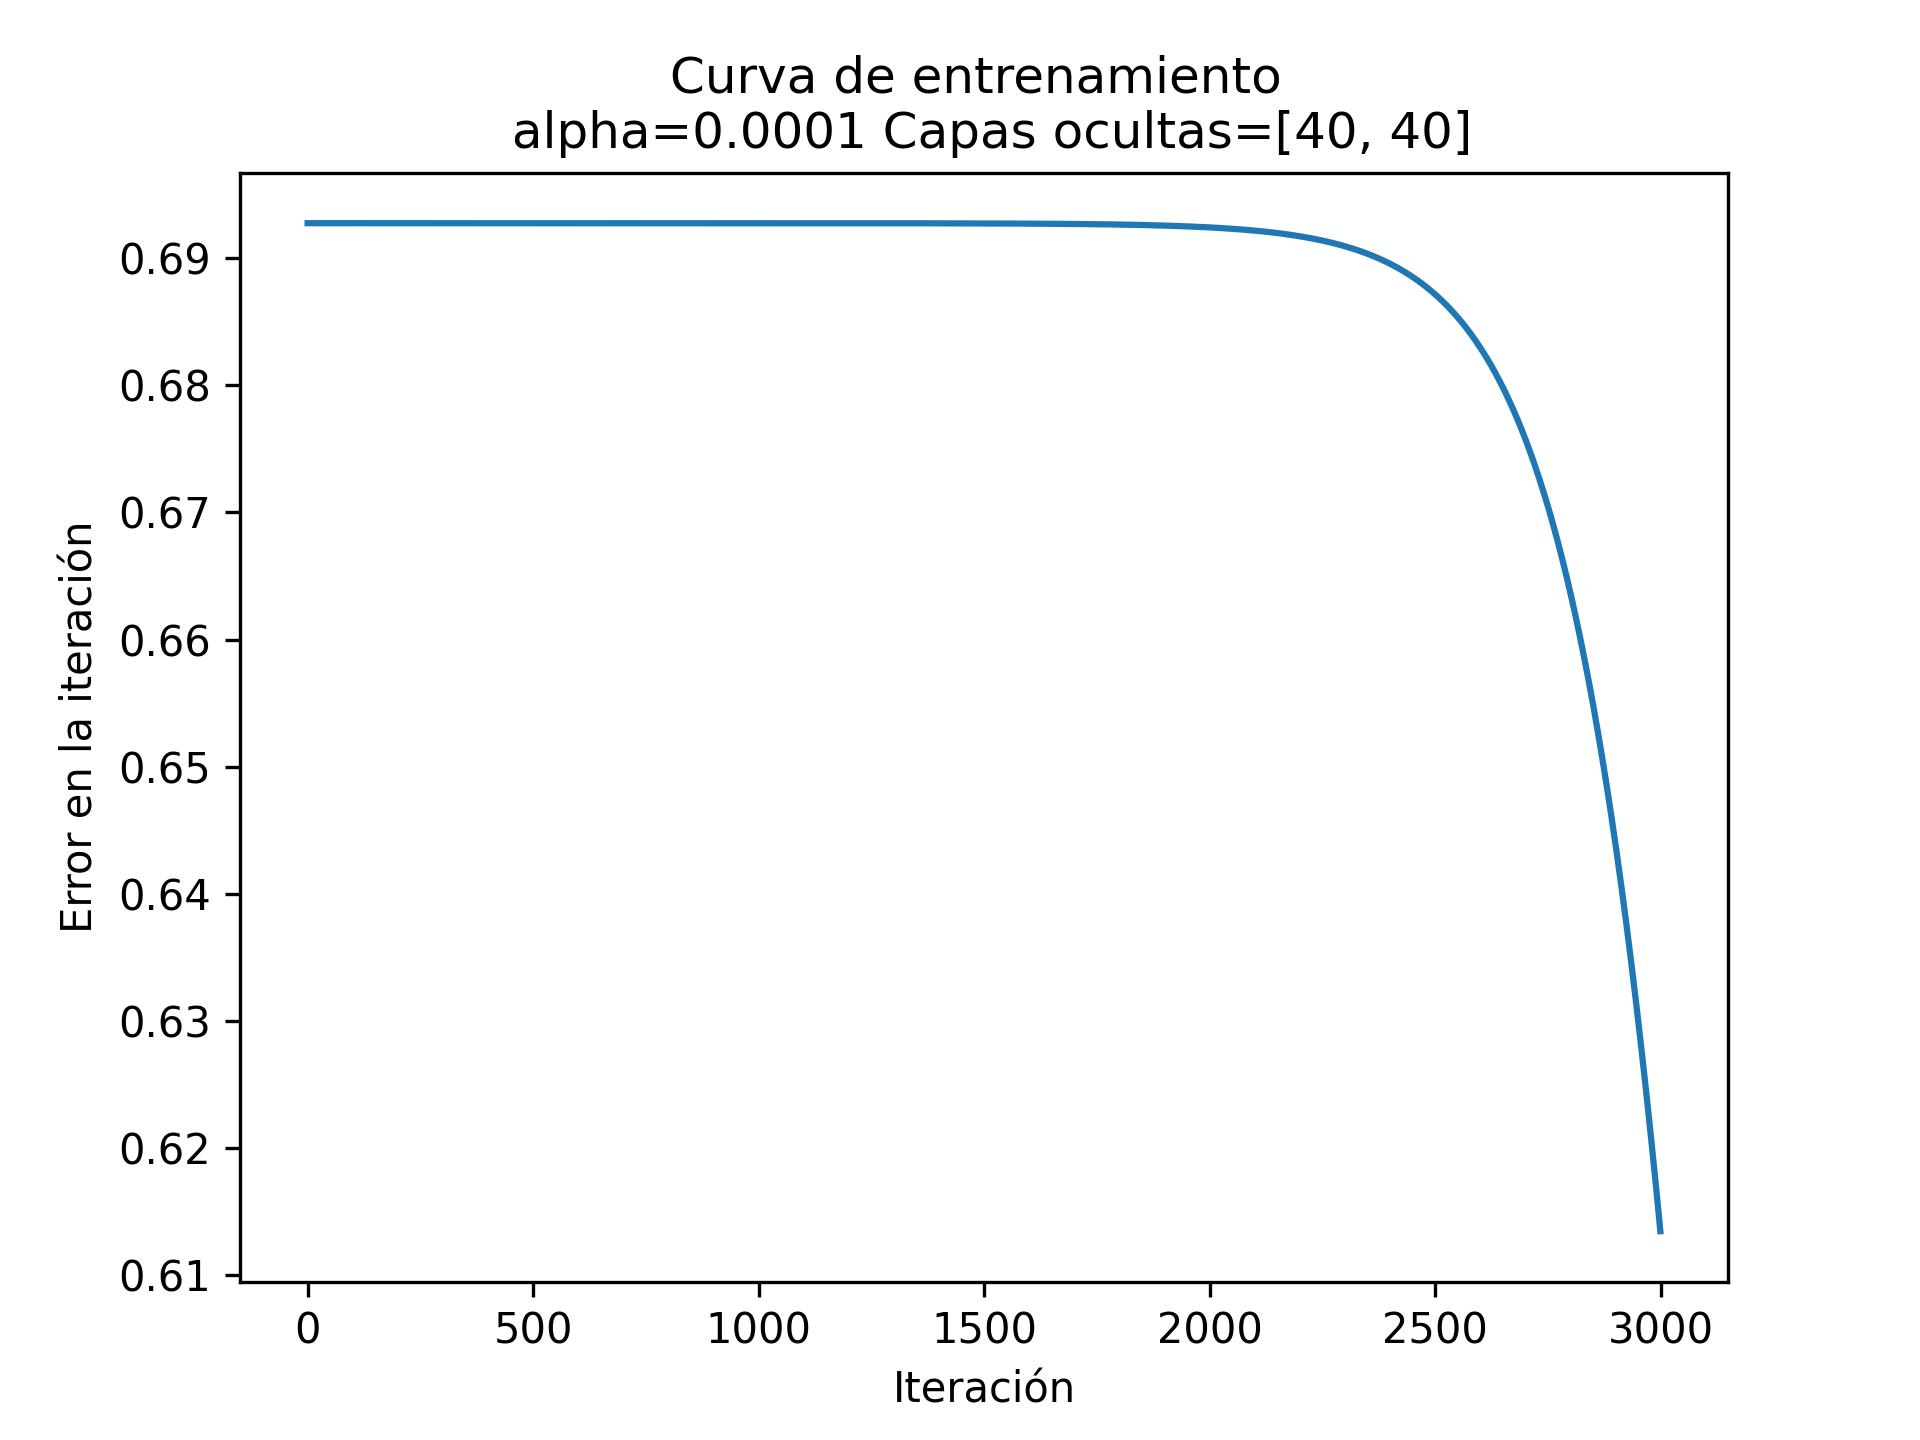 Curva de entrenamiento
alpha=0.0001 Capas ocultas=[40, 40]
Error en la iteración
0.69
0.68
0.67
0.66
0.65
0.64
0.63
0.62
0.61
0 500 1000 1500 2000 2500 3000
Iteración